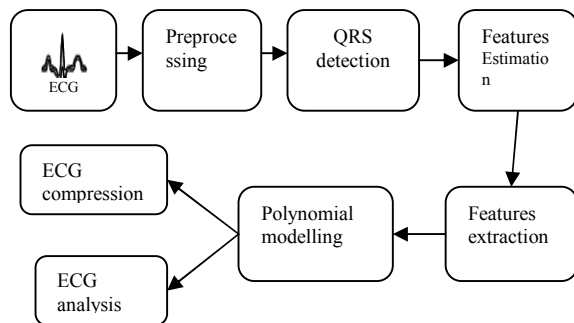 ECG
Preproce
ssing
QRS
detection
Features
Estimatio
n
Features
extraction
Polynomial
modelling
ECG
compression
ECG
analysis